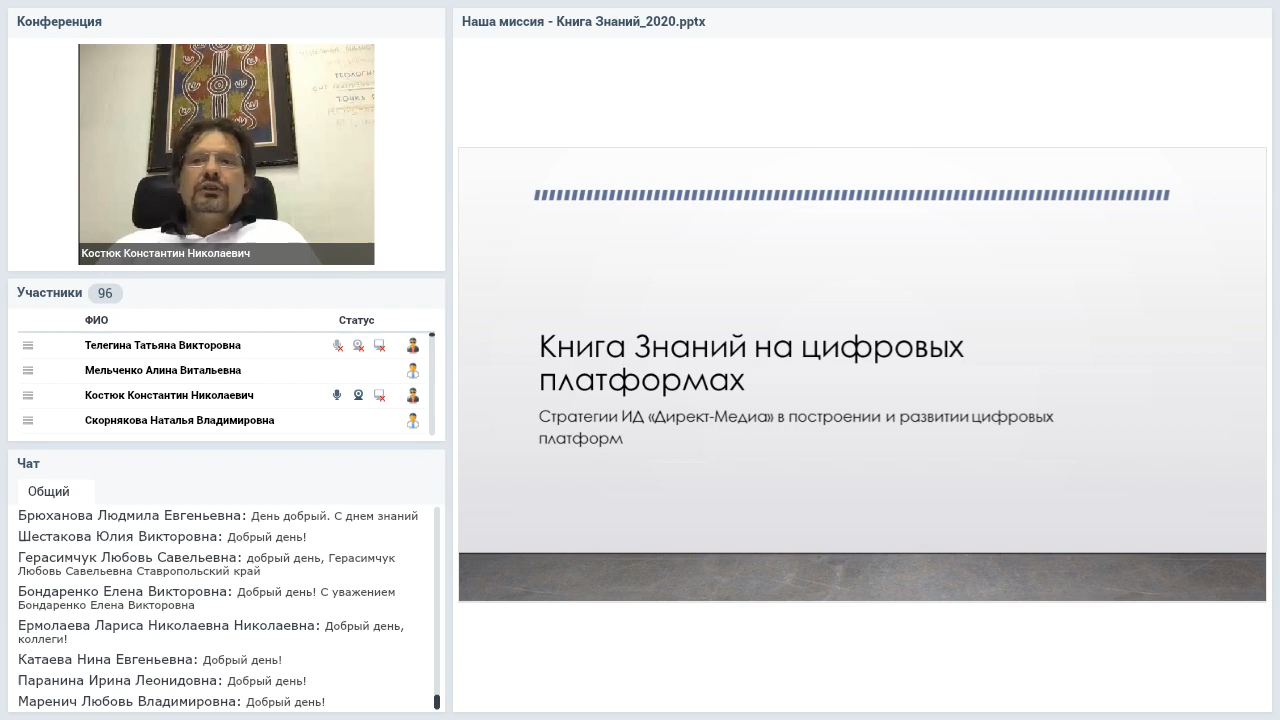 Конференция
ТЕОЛОГИ
ТОЧКЕ
Костюк Константин Николаевич
Участники 96
ФИО Статус
Телегина Татьяна Викторовна
Мельченко Алина Витальевна
Костюк Константин Николаевич
Скорнякова Наталья Владимировна
Чат
Общий
Брюханова Людмила Евгеньевна: День добрый. С днем знаний
Шестакова Юлия Викторовна: Добрый день!
Герасимчук Любовь Савельевна: добрый день, Герасимчук
Любовь Савельевна Ставропольский край
Бондаренко Елена Викторовна: Добрый день! С уважением
Бондаренко Елена Викторовна
Ермолаева Лариса Николаевна Николаевна: Добрый день,
коллеги!
Катаева Нина Евгеньевна: Добрый день!
Паранина Ирина Леонидовна: Добрый день!
Маренич Любовь Владимировна: Добрый день!
Наша миссия - Книга Знаний_2020.pptx
Книга Знаний на цифровых
платформах
Стратегии ИД «Директ-Медиа» в построении и развитии цифровых
платформ